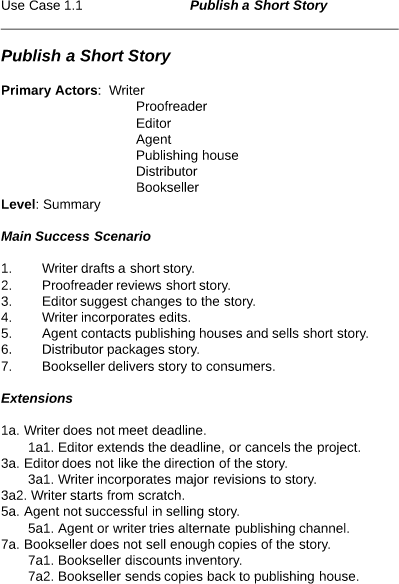 Use Case 1.1 Publish a Short Story
Publish a Short Story
Primary Actors: Writer
Proofreader
Editor
Agent
Publishing house
Distributor
Bookseller
Level: Summary
Main Success Scenario
1. Writer drafts a short story.
2. Proofreader reviews short story.
3. Editor suggest changes to the story.
4. Writer incorporates edits.
5. Agent contacts publishing houses and sells short story.
6. Distributor packages story.
7. Bookseller delivers story to consumers.
Extensions
1a. Writer does not meet deadline.
1a1. Editor extends the deadline, or cancels the project.
3a. Editor does not like the direction of the story.
3a1. Writer incorporates major revisions to story.
3a2. Writer starts from scratch.
5a. Agent not successful in selling story.
5a1. Agent or writer tries alternate publishing channel.
7a. Bookseller does not sell enough copies of the story.
7a1. Bookseller discounts inventory.
7a2. Bookseller sends copies back to publishing house.